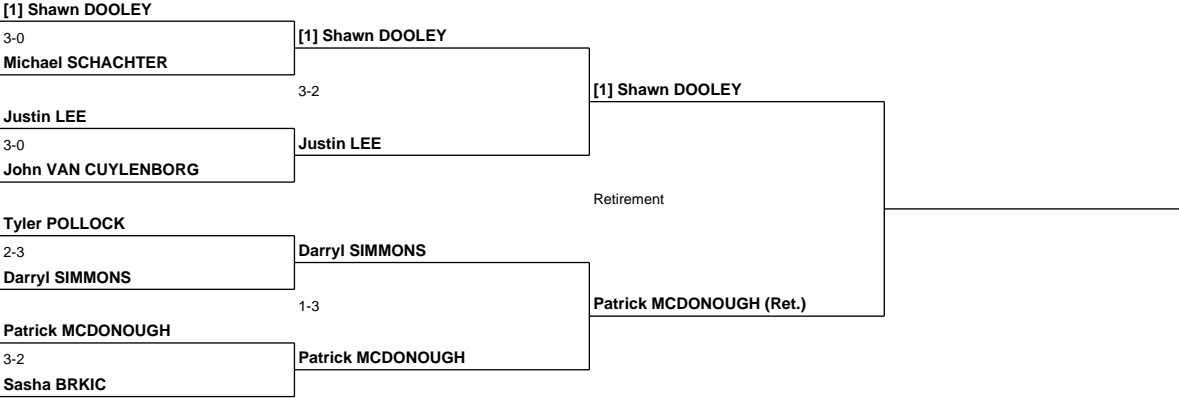 [1] Shawn DOOLEY
3-0
[1] Shawn DOOLEY
Michael SCHACHTER
3-2
[1] Shawn DOOLEY
Justin LEE
3-0
Justin LEE
John VAN CUYLENBORG
Retirement
Tyler POLLOCK
2-3
Darryl SIMMONS
Darryl SIMMONS
1-3
Patrick MCDONOUGH (Ret.)
Patrick MCDONOUGH
3-2
Patrick MCDONOUGH
Sasha BRKIC